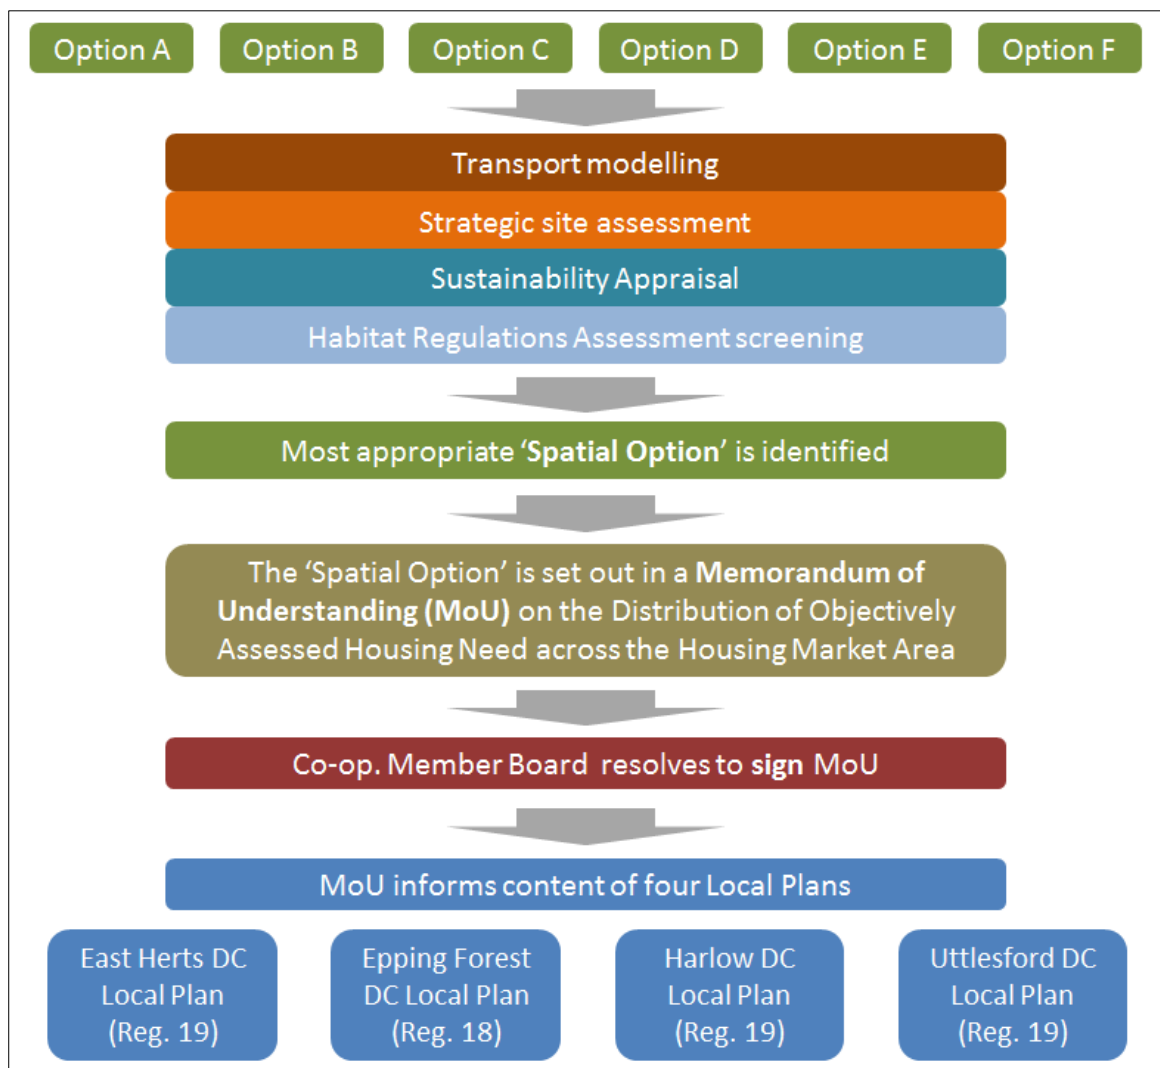 Option A
Option B
Option C
Option D
Option E
Option F
Transport modelling
Strategic site assessment
Sustainability Appraisal
Habitat Regulations Assessment screening
Most appropriate ‘Spatial Option’ is identified
The ‘Spatial Option’ is set out in a Memorandum of
Understanding (MoU) on the Distribution of Objectively
Assessed Housing Need across the Housing Market Area
Co-op. Member Board resolves to sign MoU
MoU informs content of four Local Plans
East Herts DC
Local Plan
(Reg. 19)
Epping Forest
DC Local Plan
(Reg. 18)
Harlow DC
Local Plan
(Reg. 19)
Uttlesford DC
Local Plan
(Reg. 19)